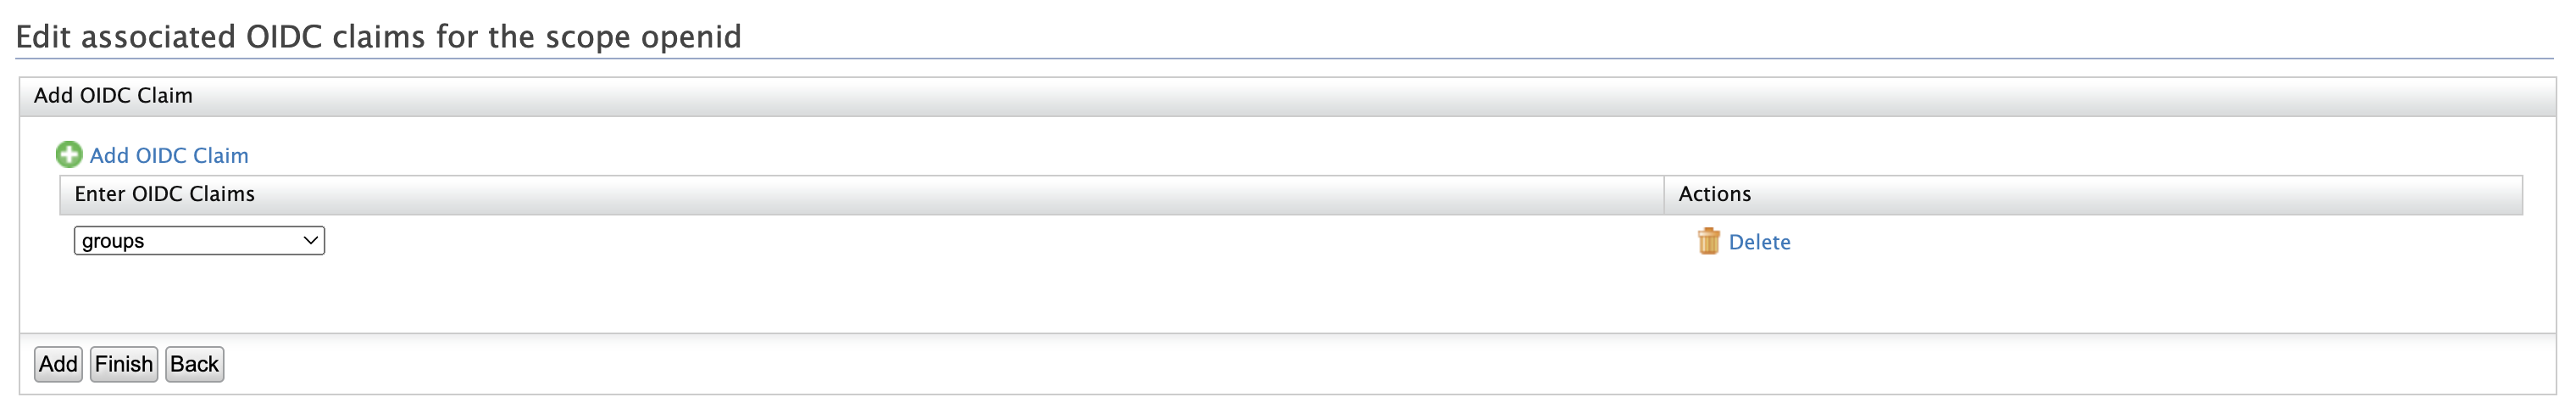 Edit associated OIDC claims for the scope openid
Add OIDC Claim
Add OIDC Claim
Enter OIDC Claims Actions
groups Delete
Add Finish Back